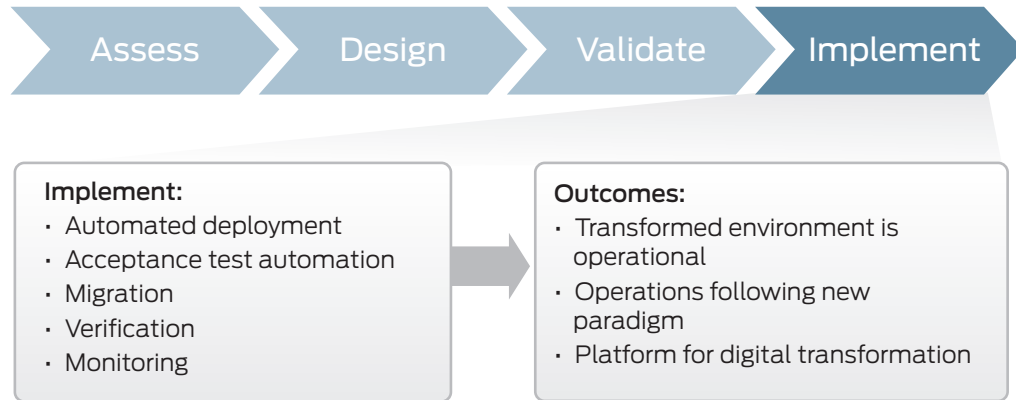 Assess
Design
Validate
Implement
Implement:
· Automated deployment
· Acceptance test automation
· Migration
· Verification
· Monitoring
Outcomes:
· Transformed environment is
operational
· Operations following new
paradigm
· Platform for digital transformation